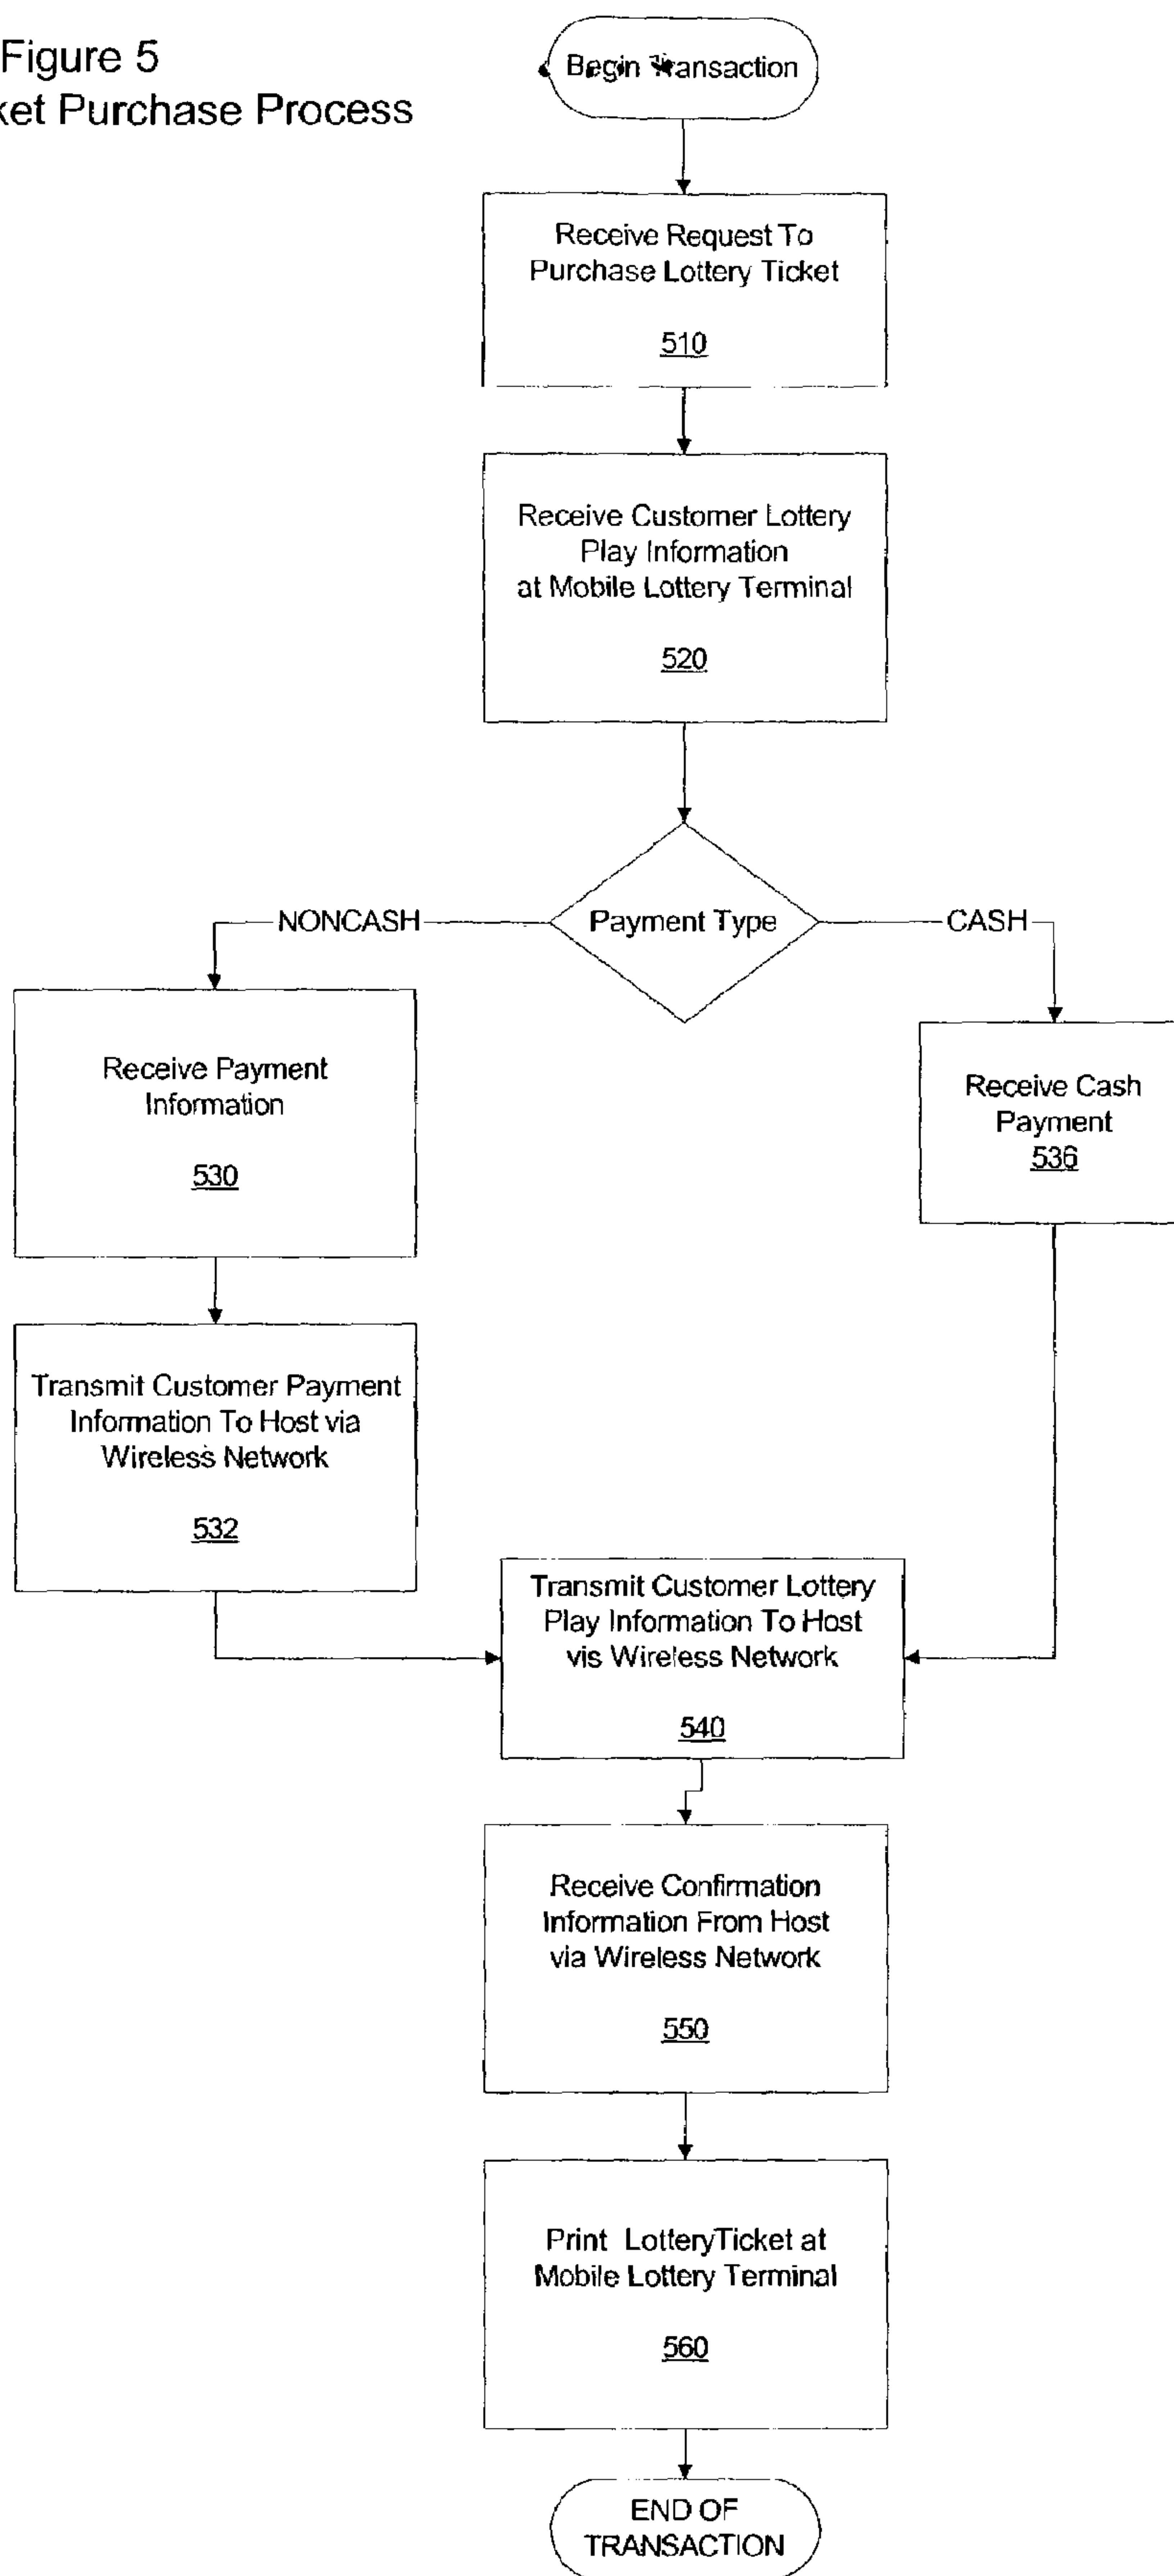 Figure 5
ket Purchase Process
Begin Transaction
Receive Request To
Purchase Lottery Ticket
510
Receive Customer Lottery
Play Information
at Mobile Lottery Terminal
520
Payment Type
NONCASH
CASH
Receive Payment
Information
530
Receive Cash
Payment
536
Transmit Customer Payment
Information To Host via
Wireless Network
532
Transmit Customer Lottery
Play Information To Host
vis Wireless Network
540
Receive Confirmation
Information From Host
via Wireless Network
550
Print LotteryTicket at
Mobile Lottery Terminal
560
END OF
TRANSACTION